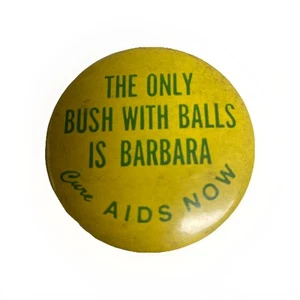 THE ONLY
BUSH WITH BALLS
IS BARBARA
Cure AIDS NOW